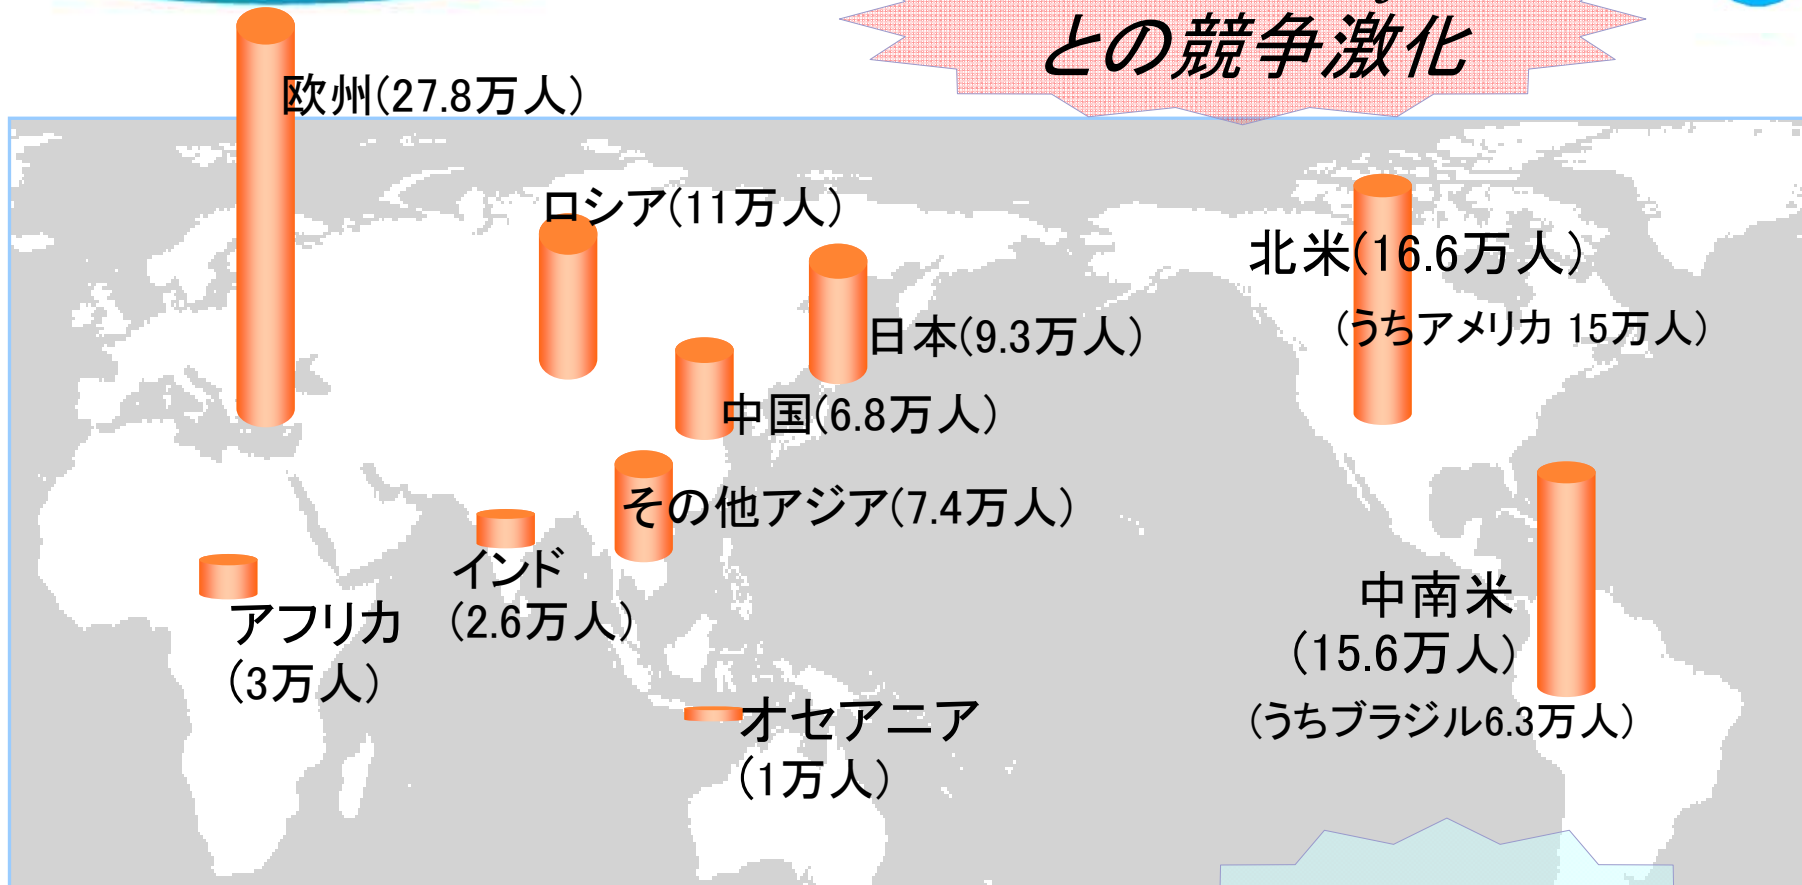 との競争激化
欧州(27.8万人)
ロシア(11万人)
北米(16.6万人)
(うちアメリカ 15万人)
日本(9.3万人)
中国(6.8万人)
その他アジア(7.4万人)
インド
(2.6万人)
アフリカ
(3万人)
中南米
(15.6万人)
(うちブラジル6.3万人)
オセアニア
(1万人)